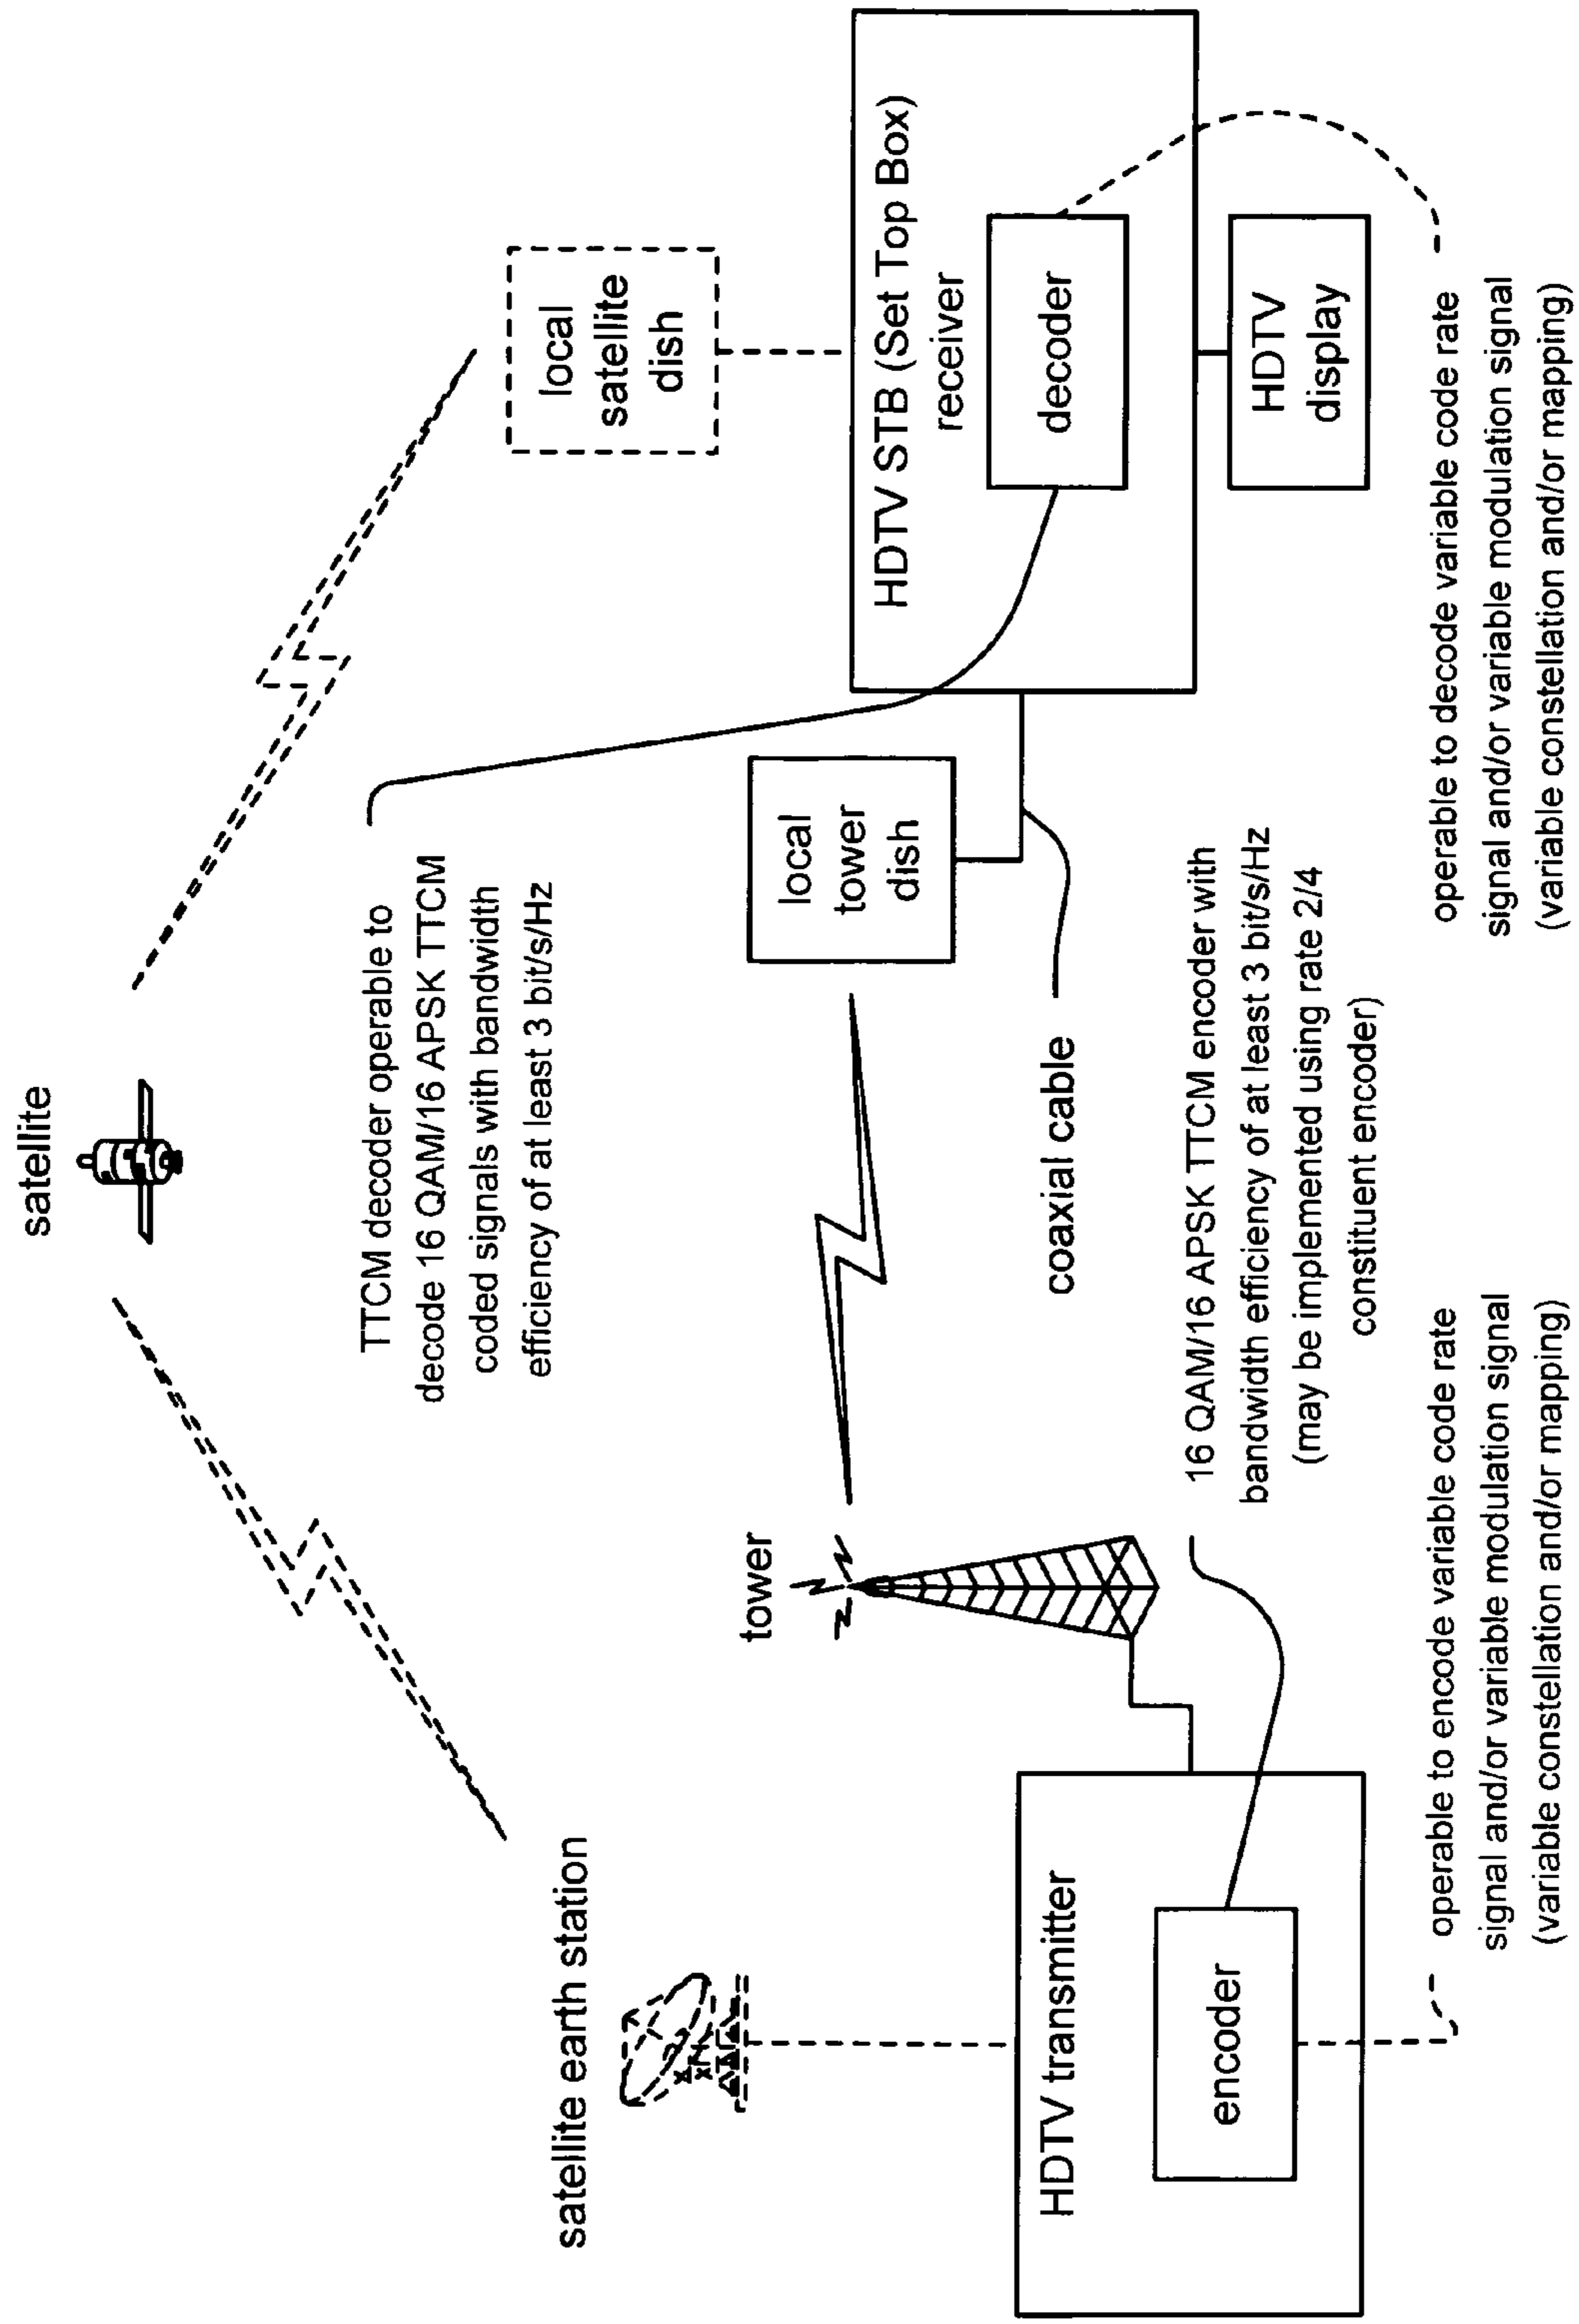 satellite
satellite earth station
local
satellite
dish
TTCM decoder operable to
decode 16 QAM/16 APSK TTCM
coded signals with bandwidth
efficiency of at least 3 bit/s/Hz
tower
local
tower
dish
HDTV STB (Set Top Box)
receiver
decoder
HDTV transmitter
encoder
coaxial cable
16 QAM/16 APSK TTCM encoder with
bandwidth efficiency of at least 3 bit/s/Hz
(may be implemented using rate 2/4
constituent encoder)
HDTV
display
operable to encode variable code rate
signal and/or variable modulation signal
(variable constellation and/or mapping)
operable to decode variable code rate
signal and/or variable modulation signal
(variable constellation and/or mapping)